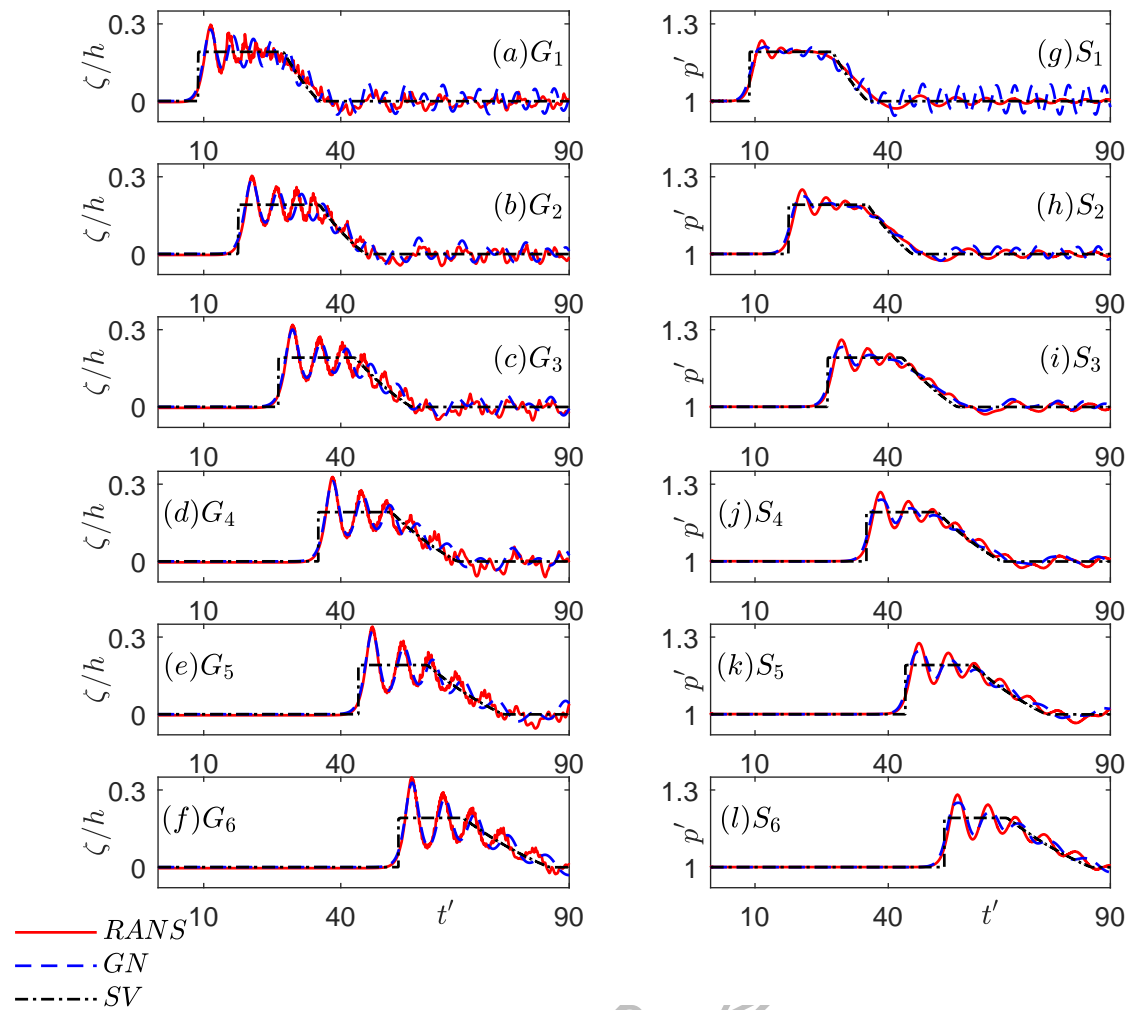 0.3 ζ/h 0 (a)G1 1.3 p′ 1 (g)S1
10 40 90 10 40 90
0.3 ζ/h 0 (b)G2 1.3 p′ 1 (h)S2
10 40 90 10 40 90
0.3 ζ/h 0 (c)G3 1.3 p′ 1 (i)S3
10 40 90 10 40 90
0.3 ζ/h 0 (d)G4 1.3 p′ 1 (j)S4
10 40 90 10 40 90
0.3 ζ/h 0 (e)G5 1.3 p′ 1 (k)S5
10 40 90 10 40 90
0.3 ζ/h 0 (f)G6 1.3 p′ 1 (l)S6
10 40 t′ 90 10 40 t′ 90
RANS
GN
SV